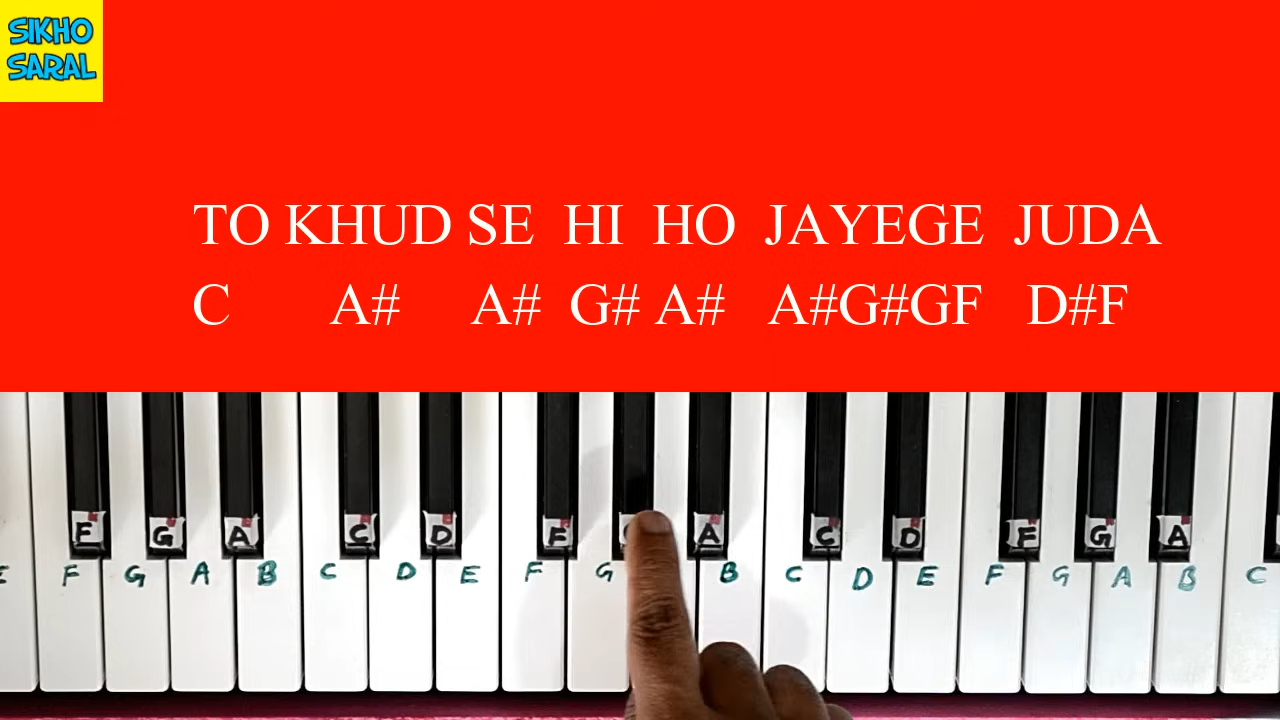 SIKHO
SARAL
TO KHUD SE HI HO JAYEGE JUDA
C A# A# G# A# A#G#GF D#F
F G A C D F A C D F G A
E F G A B C D E F G B C D E F G A B C